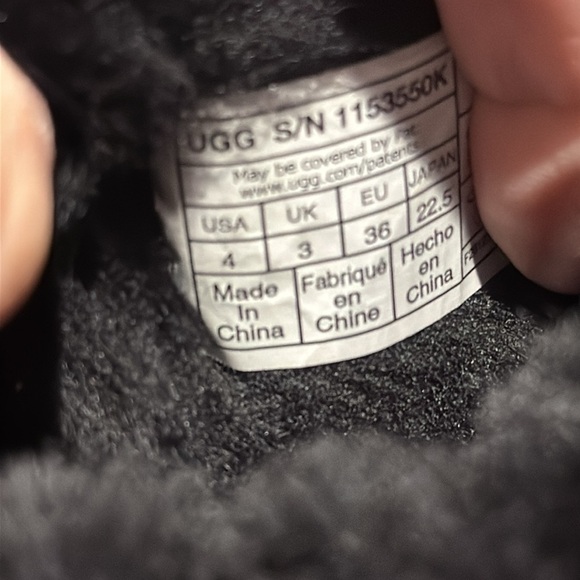 UGG S/N 1153550K
May be covered by Pat.
www.ugg.com/patents
USA UK EU JAPAN
4 3 36 22.5
Made In China
Fabriqué en Chine
Hecho en China